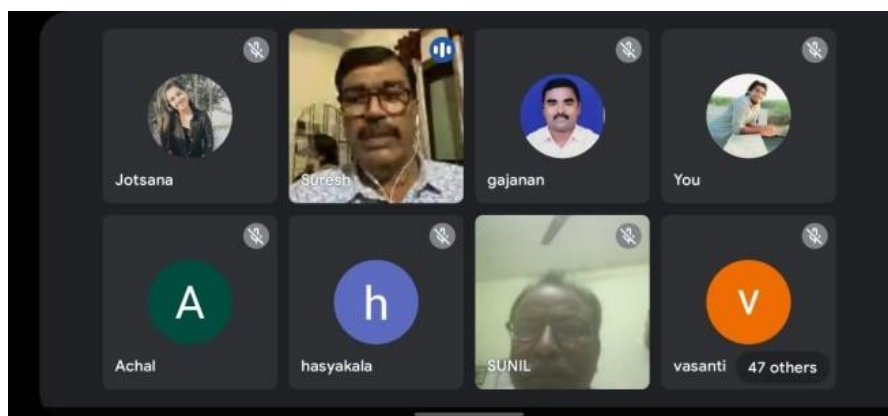 Jotsana
Suresh
gajanan
You
A
h
V
Achal
hasyakala
SUNIL
vasanti
47 others